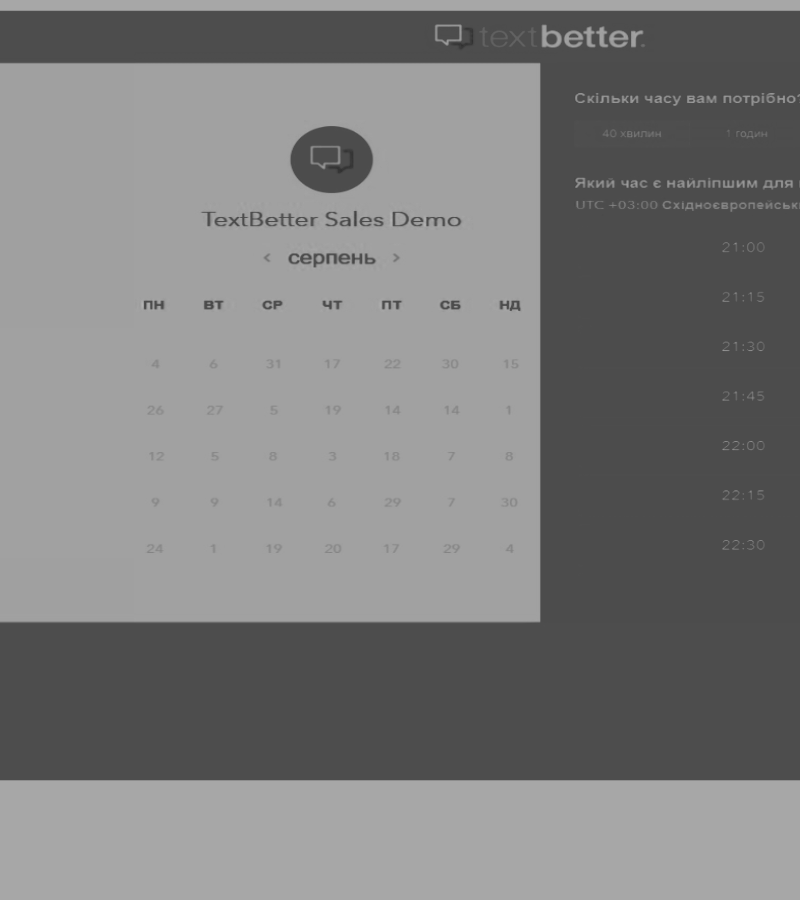 textbetter.
TextBetter Sales Demo
< серпень >
ПН ВТ СР ЧТ ПТ СБ НД
4 6 31 17 22 30 15
26 27 5 19 14 14 1
12 5 8 3 18 7 8
9 9 14 6 29 7 30
24 1 19 20 17 29 4
Скільки часу вам потрібно?
40 хвилин 1 годин
Який час є найліпшим для
UTC +03:00 Східноєвропейськ
21:00
21:15
21:30
21:45
22:00
22:15
22:30